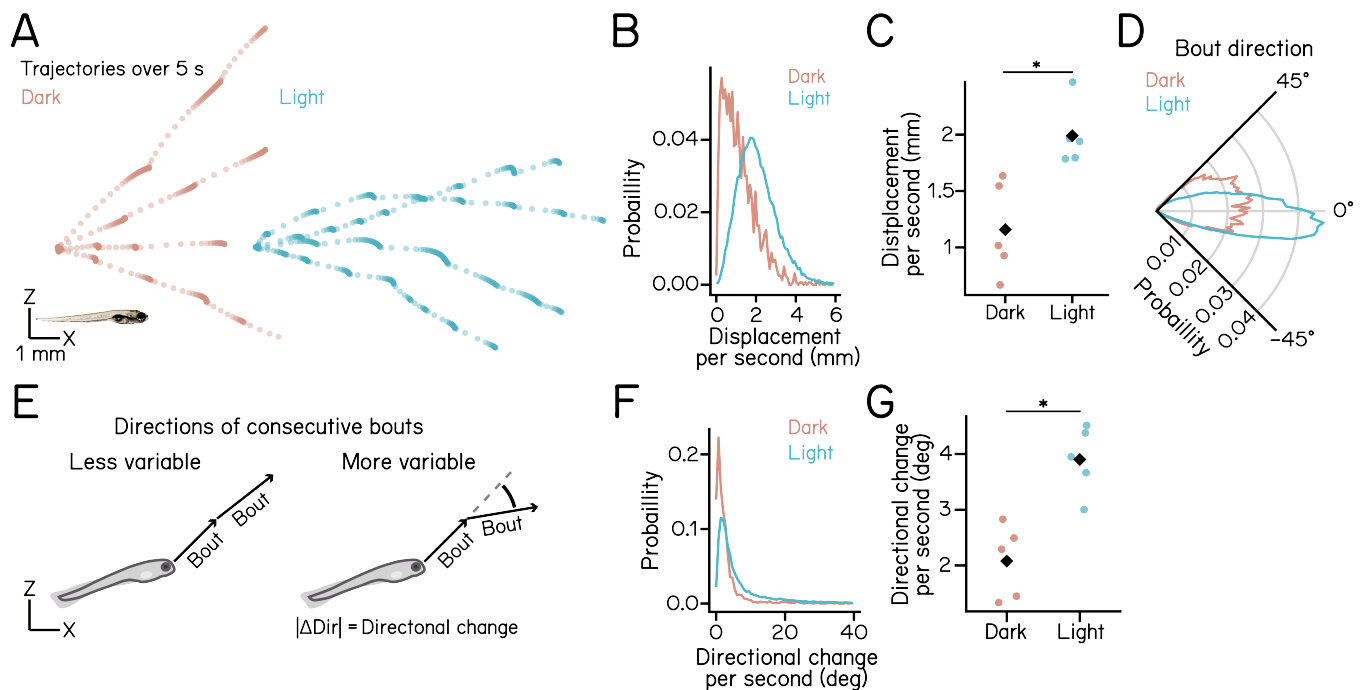 A
Trajectories over 5 s
Dark
Light
Z
X
1 mm
B
Dark
Light
Probaillity
0.04
0.02
0.00
0
2
4
6
Displacement
per second (mm)
C
*
Distplacement
per second (mm)
2
1.5
1
Dark
Light
D
Bout direction
Dark
Light
45°
0°
-45°
0.01
0.02
0.03
0.04
Probaillity
E
Directions of consecutive bouts
Less variable
More variable
Bout
Bout
Bout
Bout
Z
X
|ΔDir| = Directonal change
F
Dark
Light
Probaillity
0.2
0.1
0.0
0
20
40
Directional change
per second (deg)
G
*
Directional change
per second (deg)
4
3
2
Dark
Light